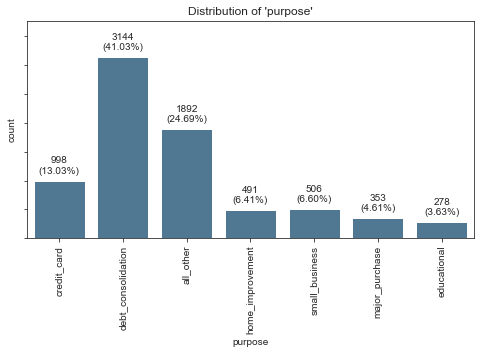 Distribution of 'purpose'
3144
(41.03%)
1892
(24.69%)
998
(13.03%)
491
(6.41%)
506
(6.60%)
353
(4.61%)
278
(3.63%)
count
credit_card
debt_consolidation
all_other
home_improvement
small_business
major_purchase
educational
purpose